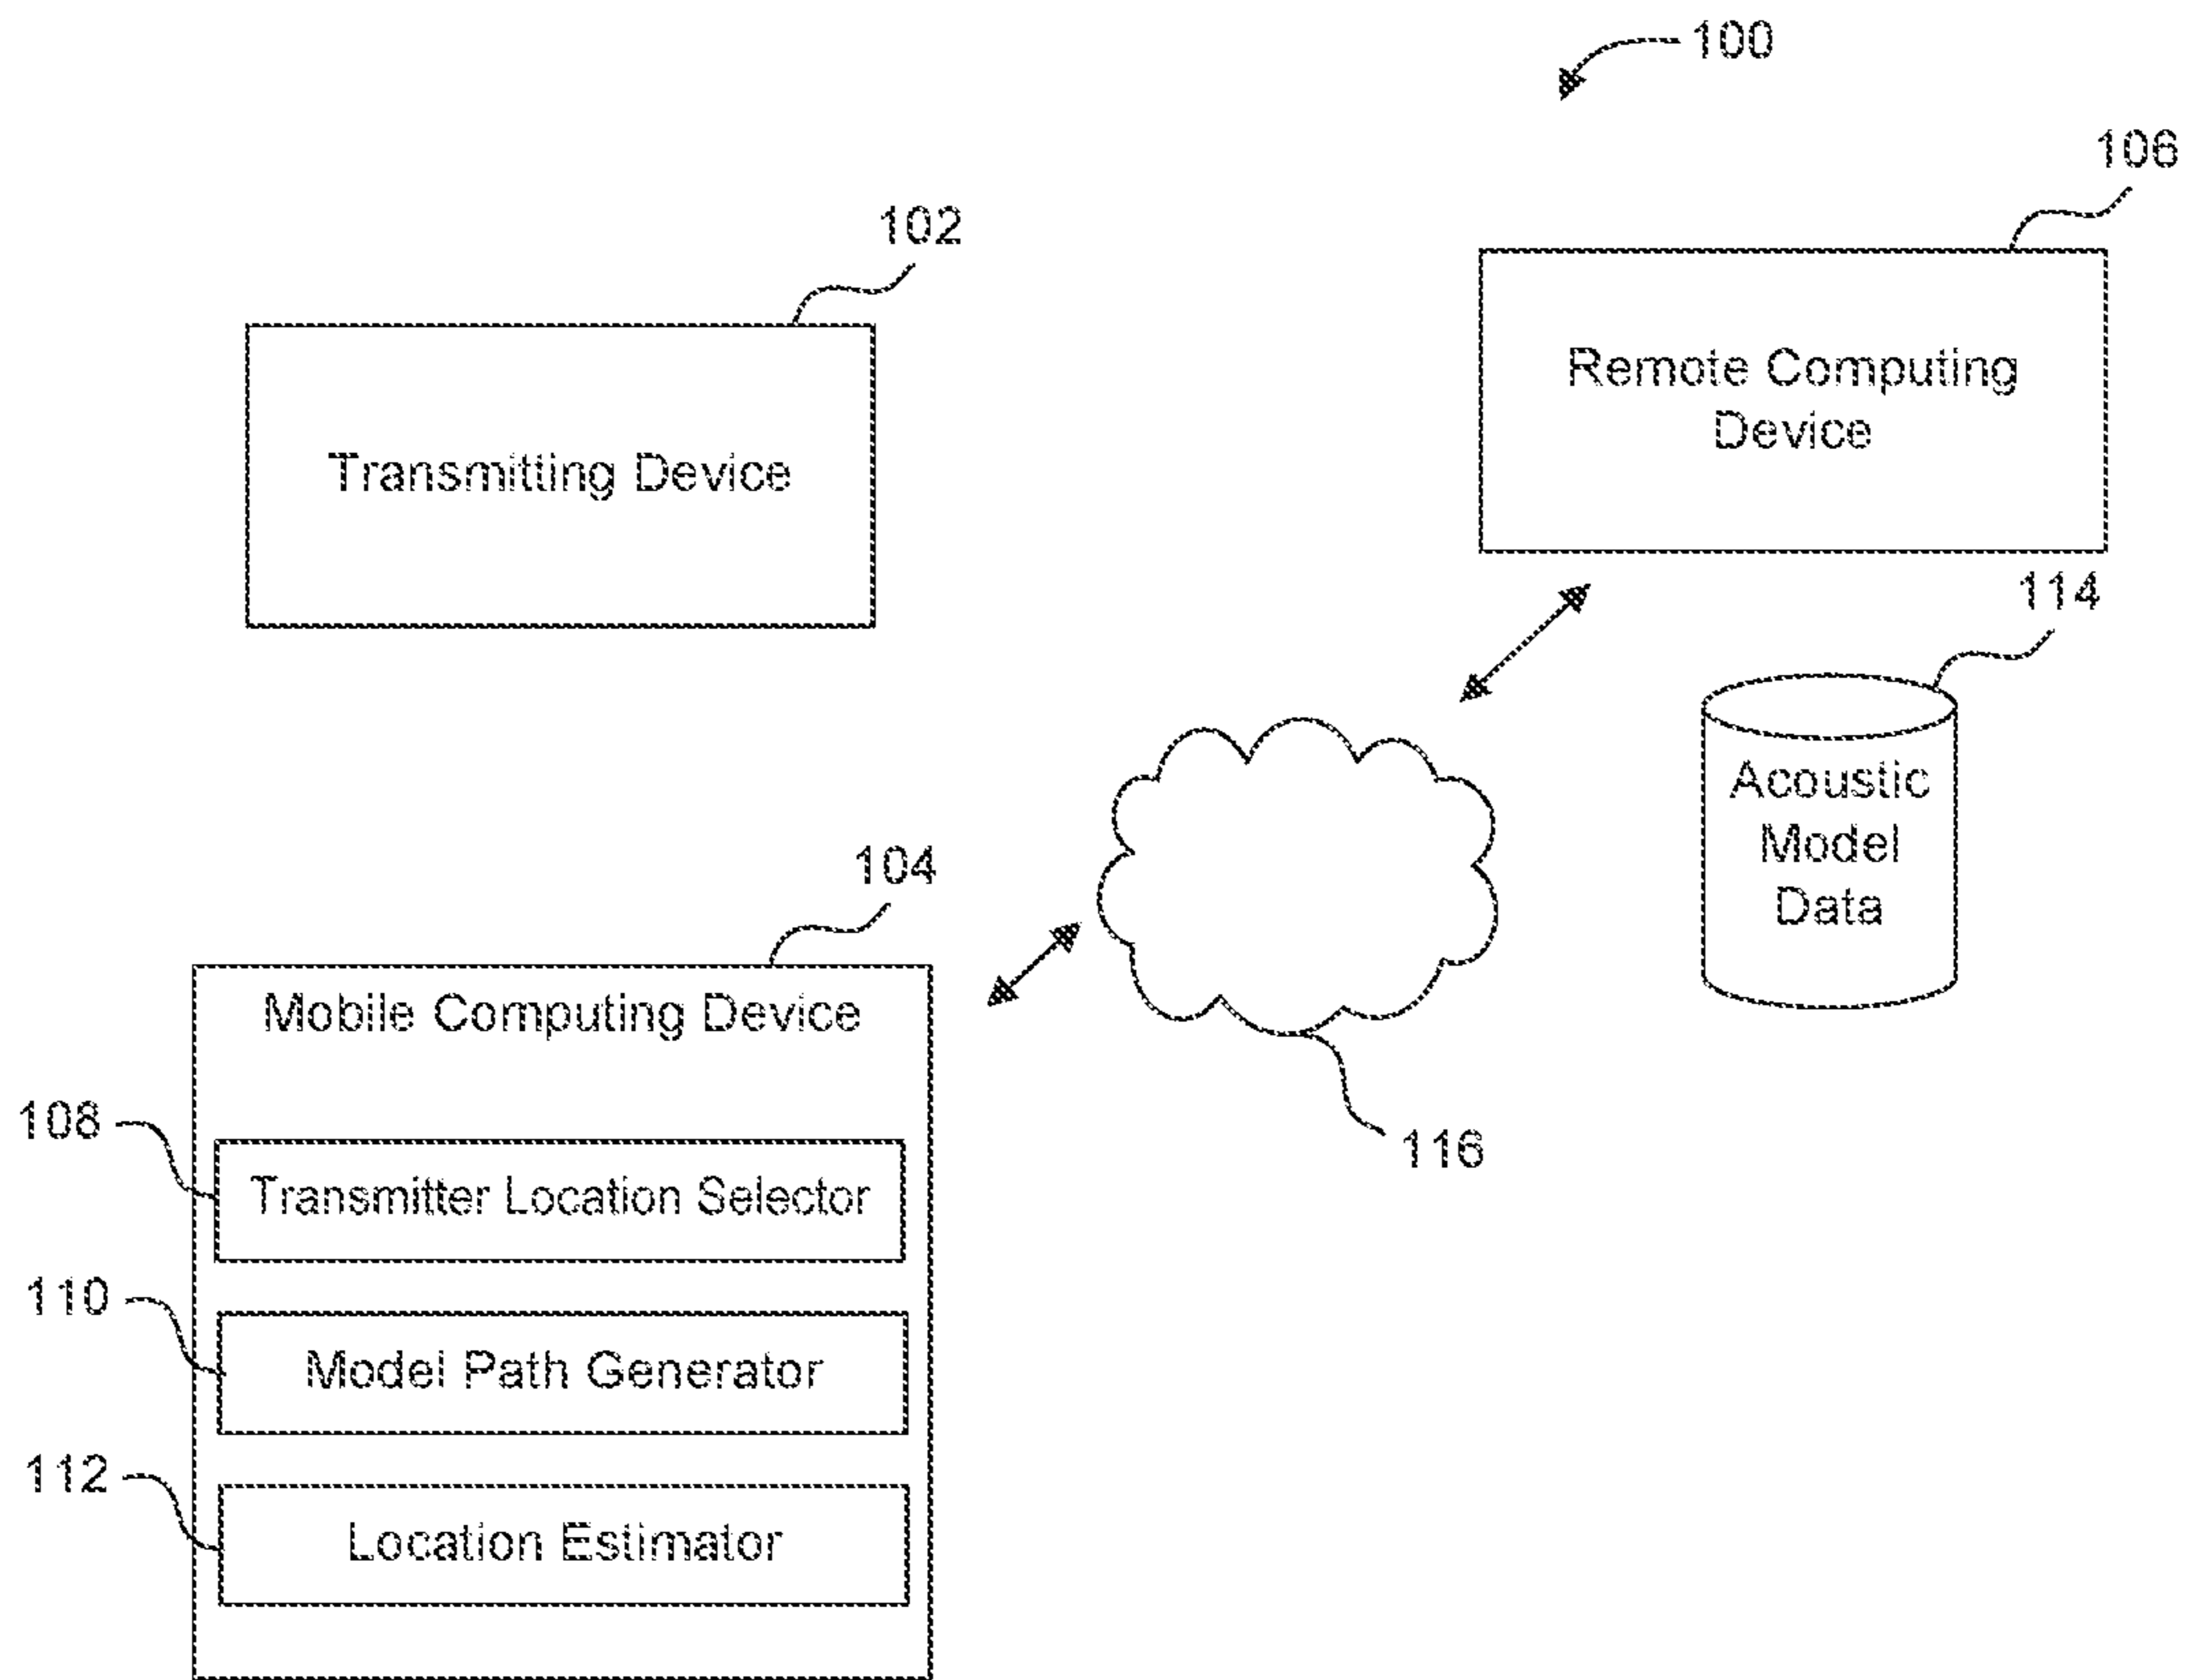 100
106
102
Remote Computing
Device
Transmitting Device
114
Acoustic
Model
Data
104
Mobile Computing Device
108
Transmitter Location Selector
116
110
Model Path Generator
112
Location Estimator